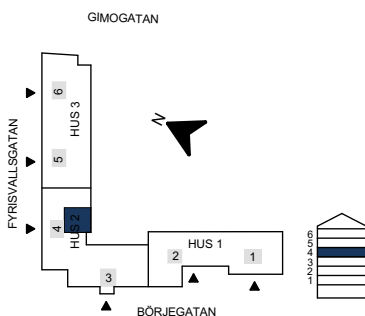 GIMOGATAN
FYRISVALLSGATAN
6
HUS 3
5
N
4
HUS 2
3
HUS 1
2
1
BÖRJEGATAN
6
5
4
3
2
1